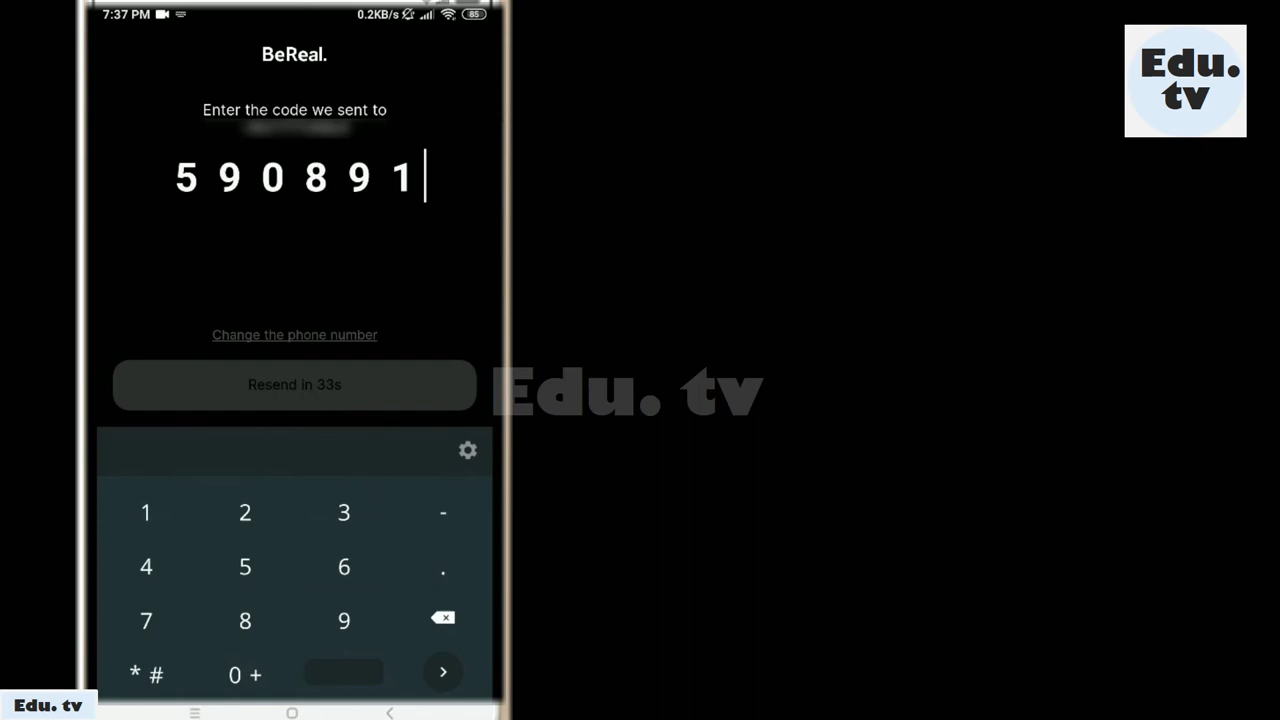 7:37 PM 0.2KB/s 85
BeReal.
Enter the code we sent to
5 9 0 8 9 1
Change the phone number
Resend in 33s
1 2 3 -
4 5 6 .
7 8 9
* # 0 +
Edu.
tv
Edu. tv
Edu. tv